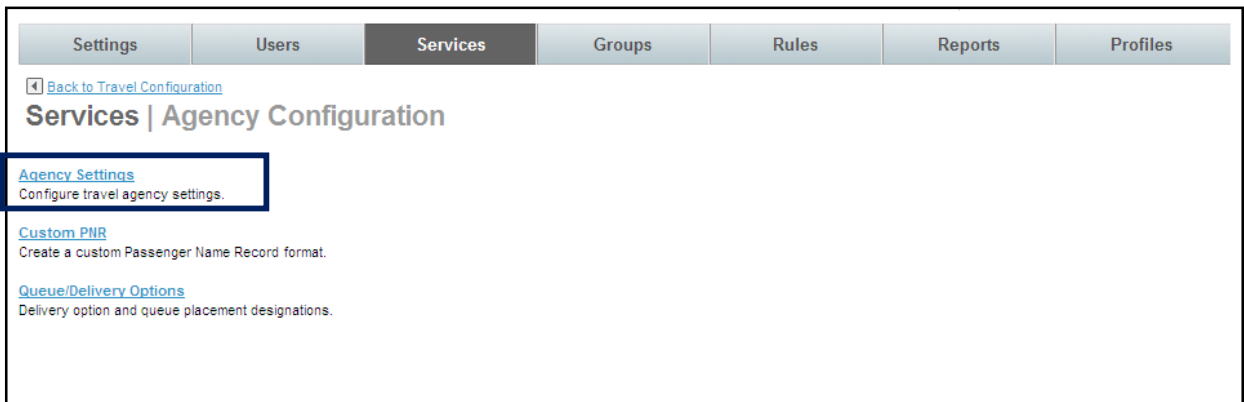 Settings Users Services Groups Rules Reports Profiles
Back to Travel Configuration
Services | Agency Configuration
Agency Settings
Configure travel agency settings.
Custom PNR
Create a custom Passenger Name Record format.
Queue/Delivery Options
Delivery option and queue placement designations.